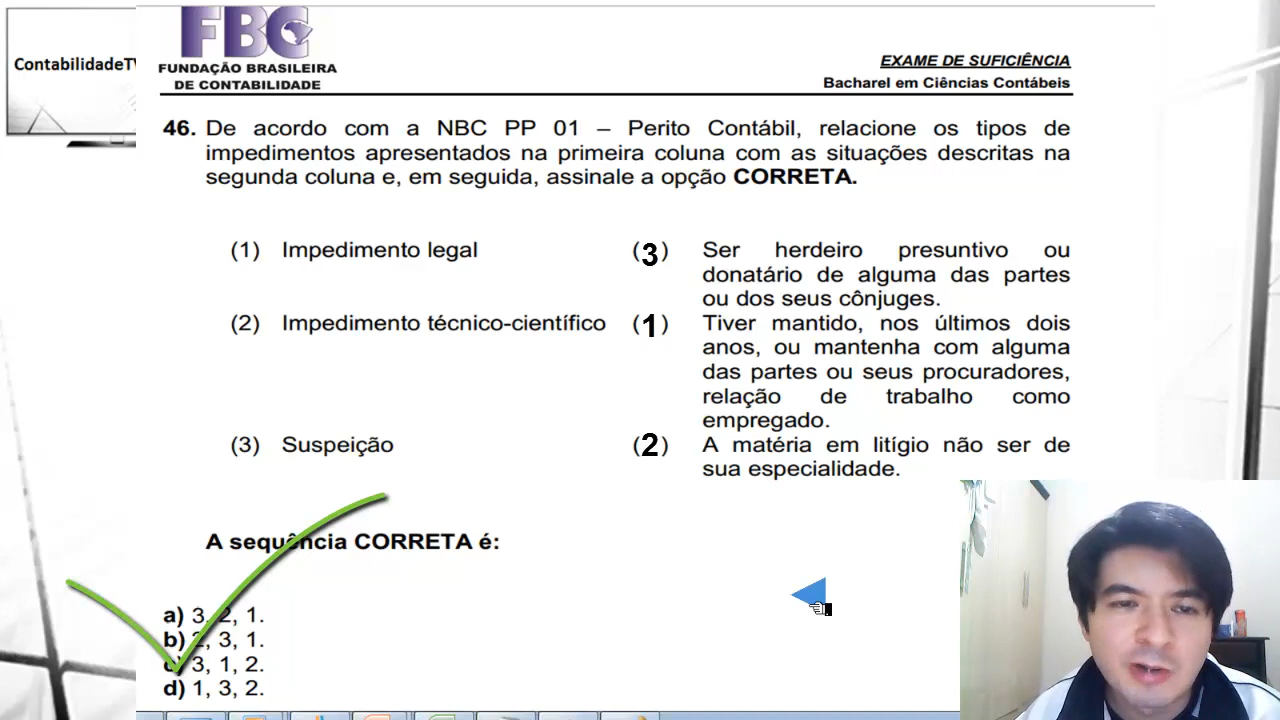 ContabilidadeTV
FBC
FUNDAÇÃO BRASILEIRA
DE CONTABILIDADE
EXAME DE SUFICIÊNCIA
Bacharel em Ciências Contábeis
46. De acordo com a NBC PP 01 – Perito Contábil, relacione os tipos de
impedimentos apresentados na primeira coluna com as situações descritas na
segunda coluna e, em seguida, assinale a opção CORRETA.
(1) Impedimento legal (3) Ser herdeiro presuntivo ou
donatário de alguma das partes
ou dos seus cônjuges.
(2) Impedimento técnico-científico (1) Tiver mantido, nos últimos dois
anos, ou mantenha com alguma
das partes ou seus procuradores,
relação de trabalho como
empregado.
(3) Suspeição (2) A matéria em litígio não ser de
sua especialidade.
A sequência CORRETA é:
a) 3, 2, 1.
b) 2, 3, 1.
c) 3, 1, 2.
d) 1, 3, 2.